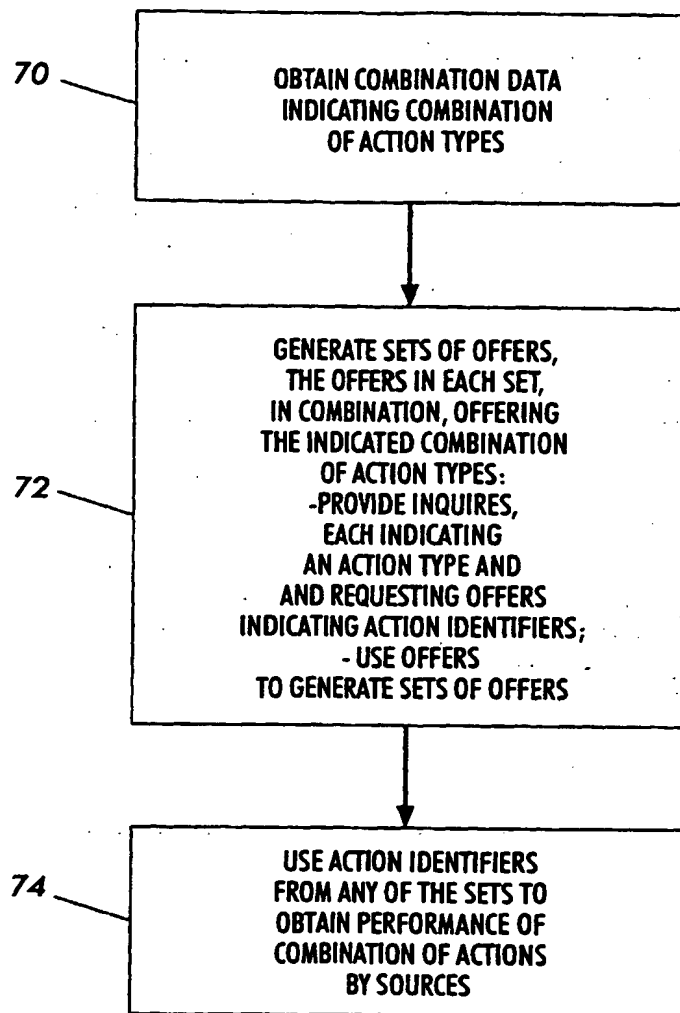 70
OBTAIN COMBINATION DATA
INDICATING COMBINATION
OF ACTION TYPES
72
GENERATE SETS OF OFFERS,
THE OFFERS IN EACH SET,
IN COMBINATION, OFFERING
THE INDICATED COMBINATION
OF ACTION TYPES:
-PROVIDE INQUIRES,
EACH INDICATING
AN ACTION TYPE AND
AND REQUESTING OFFERS
INDICATING ACTION IDENTIFIERS;
- USE OFFERS
TO GENERATE SETS OF OFFERS
74
USE ACTION IDENTIFIERS
FROM ANY OF THE SETS TO
OBTAIN PERFORMANCE OF
COMBINATION OF ACTIONS
BY SOURCES